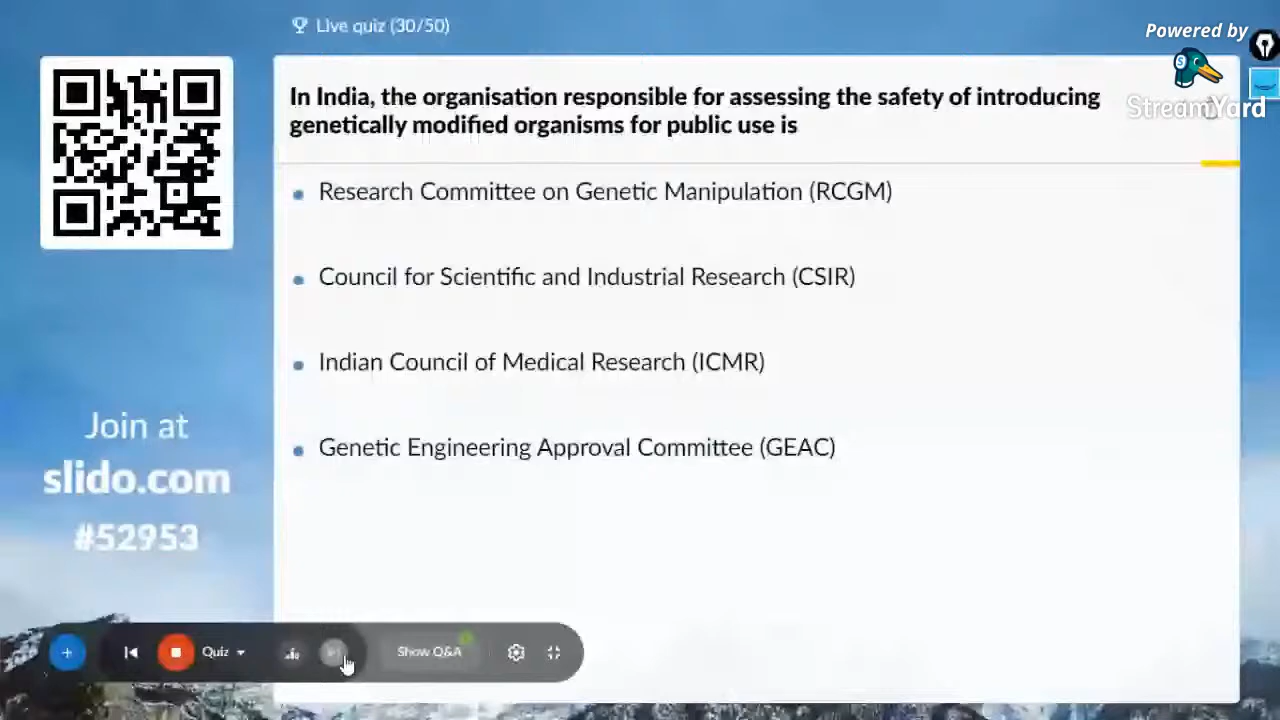 Live quiz (30/50)
Powered by
StreamYard
In India, the organisation responsible for assessing the safety of introducing
genetically modified organisms for public use is
Research Committee on Genetic Manipulation (RCGM)
Council for Scientific and Industrial Research (CSIR)
Indian Council of Medical Research (ICMR)
Genetic Engineering Approval Committee (GEAC)
Join at
slido.com
#52953
Quiz
Show Q&A